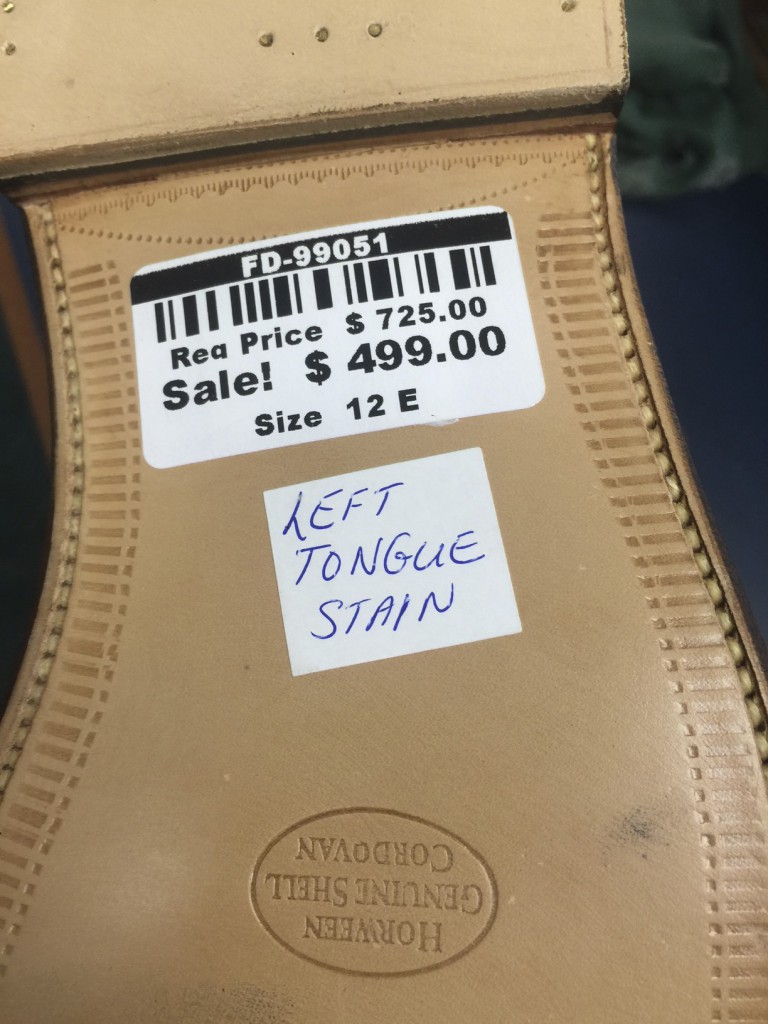 FD-99051
Reg Price $ 725.00
Sale! $ 499.00
Size 12 E
LEFT
TONGUE
STAIN
HORWEEN
GENUINE SHELL
CORDOVAN